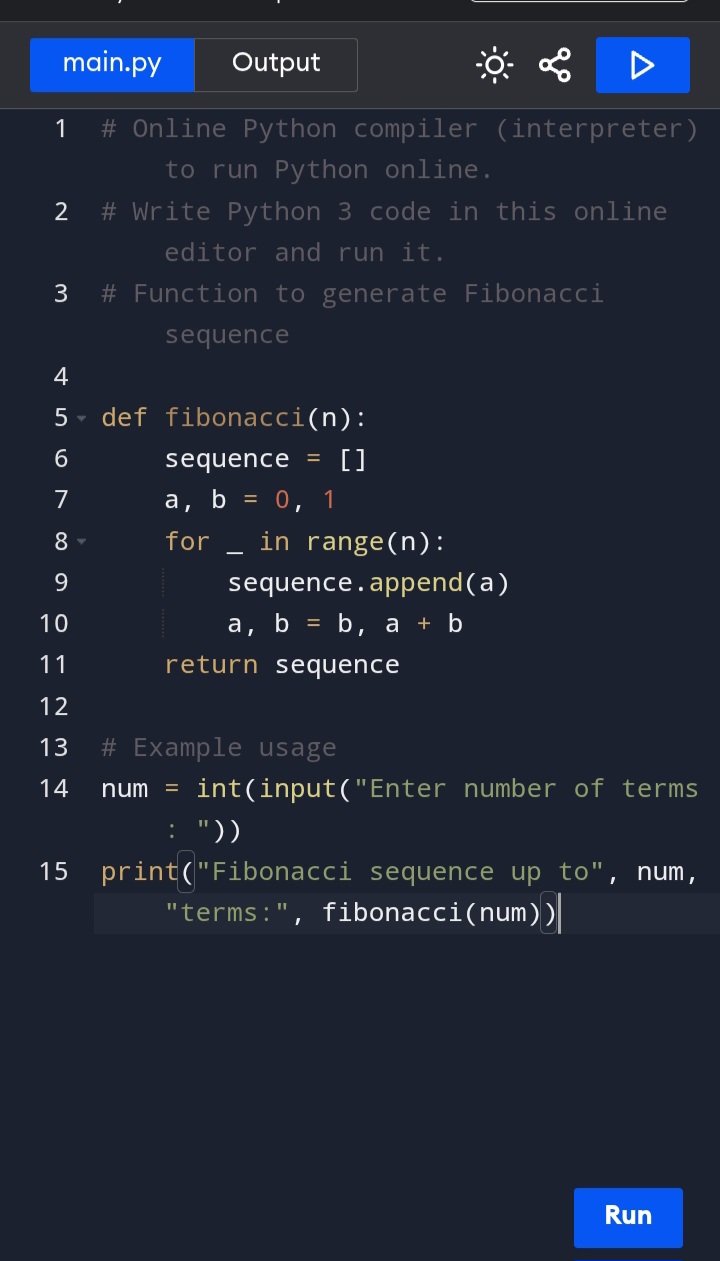 main.py Output
1 # Online Python compiler (interpreter)
to run Python online.
2 # Write Python 3 code in this online
editor and run it.
3 # Function to generate Fibonacci
sequence
4
5 def fibonacci(n):
6 sequence = []
7 a, b = 0, 1
8 for _ in range(n):
9 sequence.append(a)
10 a, b = b, a + b
11 return sequence
12
13 # Example usage
14 num = int(input("Enter number of terms
: "))
15 print("Fibonacci sequence up to", num,
"terms:", fibonacci(num))
Run